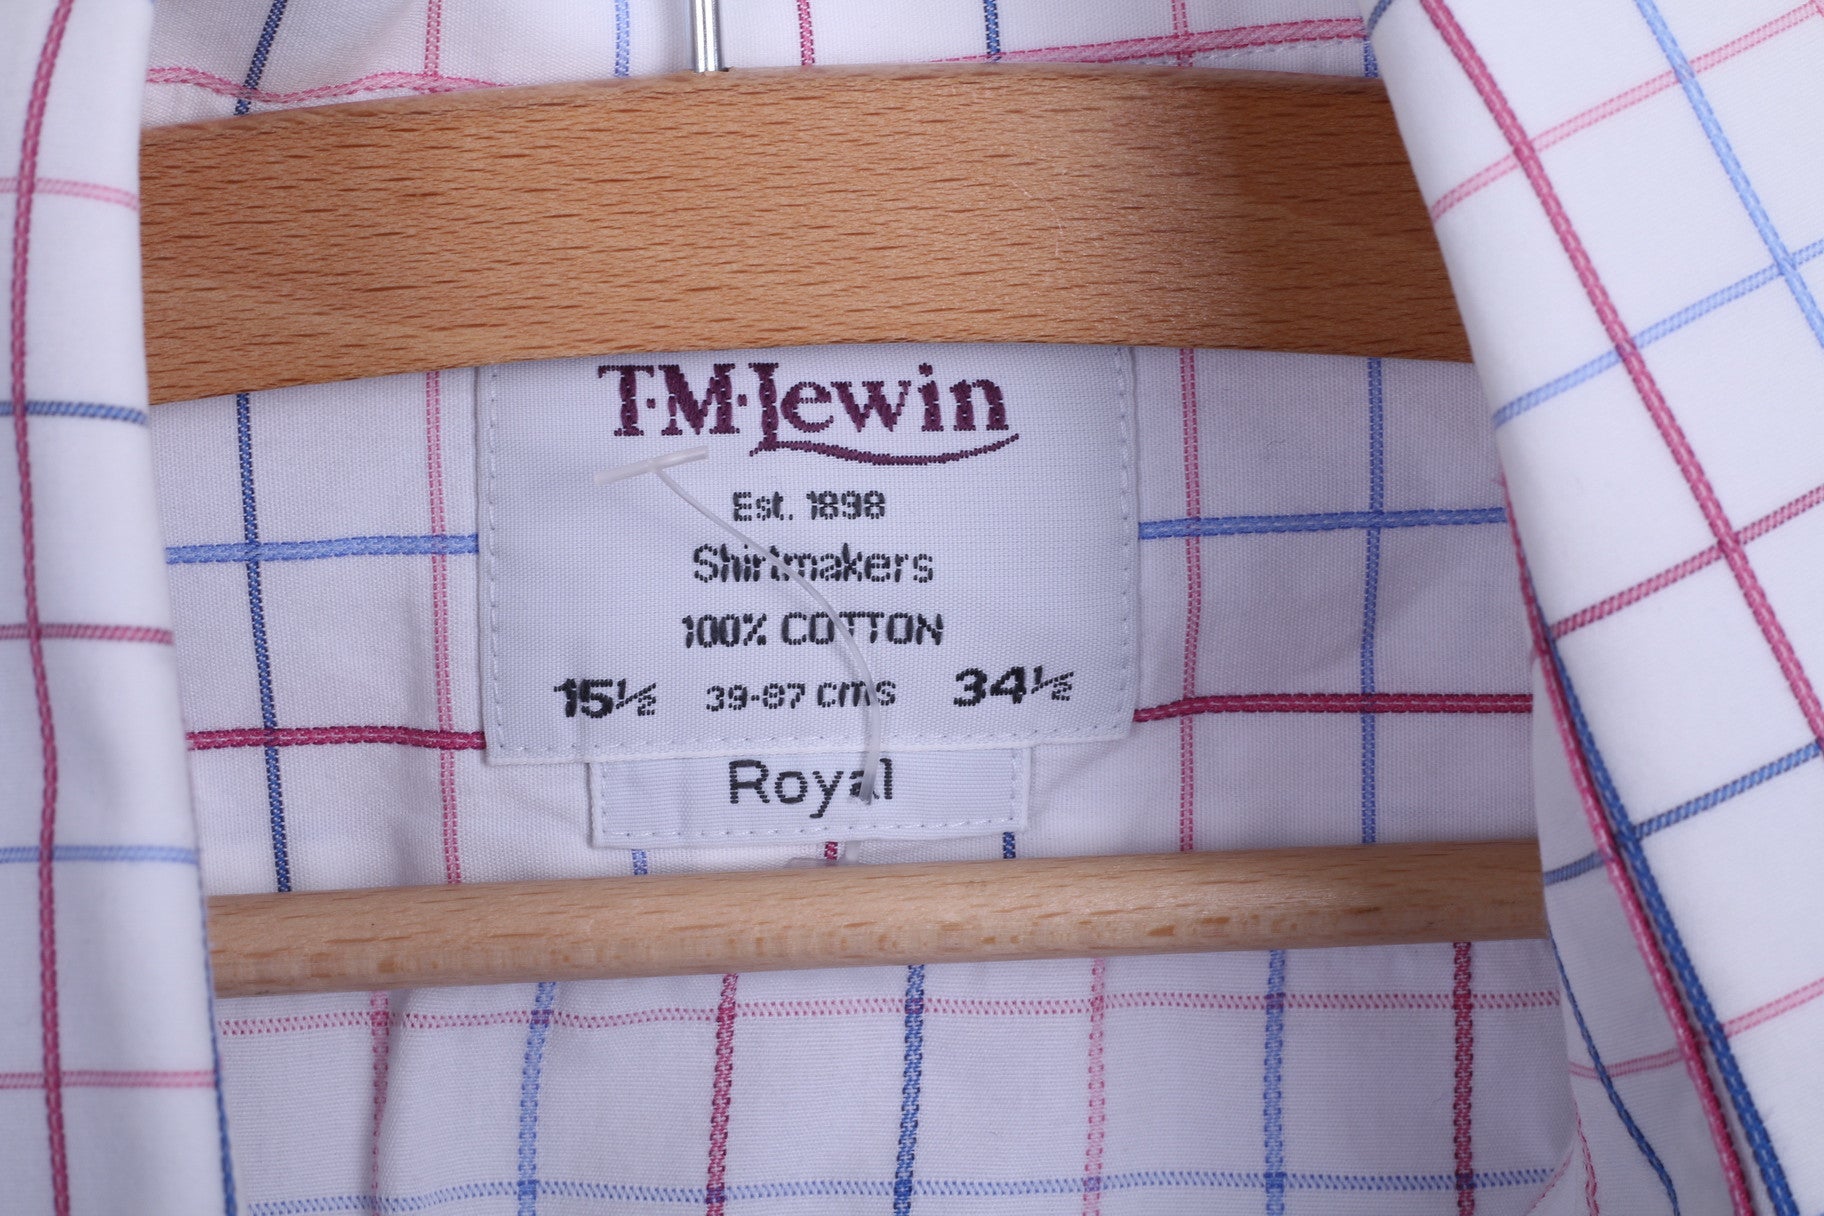 T·M·Lewin
Est. 1898
Shirtmakers
100% COTTON
15½ 39-87 cms 34½
Royal